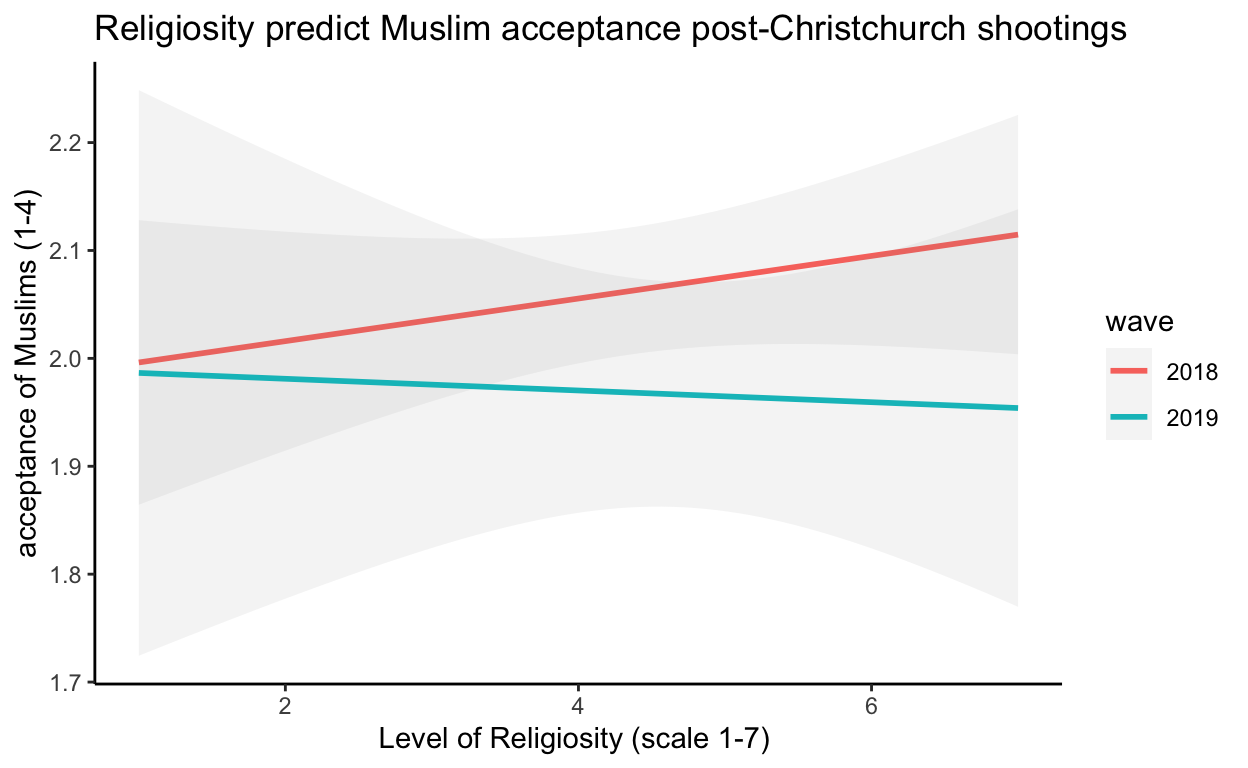 Religiosity predict Muslim acceptance post-Christchurch shootings
acceptance of Muslims (1-4)
2.2
2.1
2.0
1.9
1.8
1.7
2 4 6
Level of Religiosity (scale 1-7)
wave
2018
2019